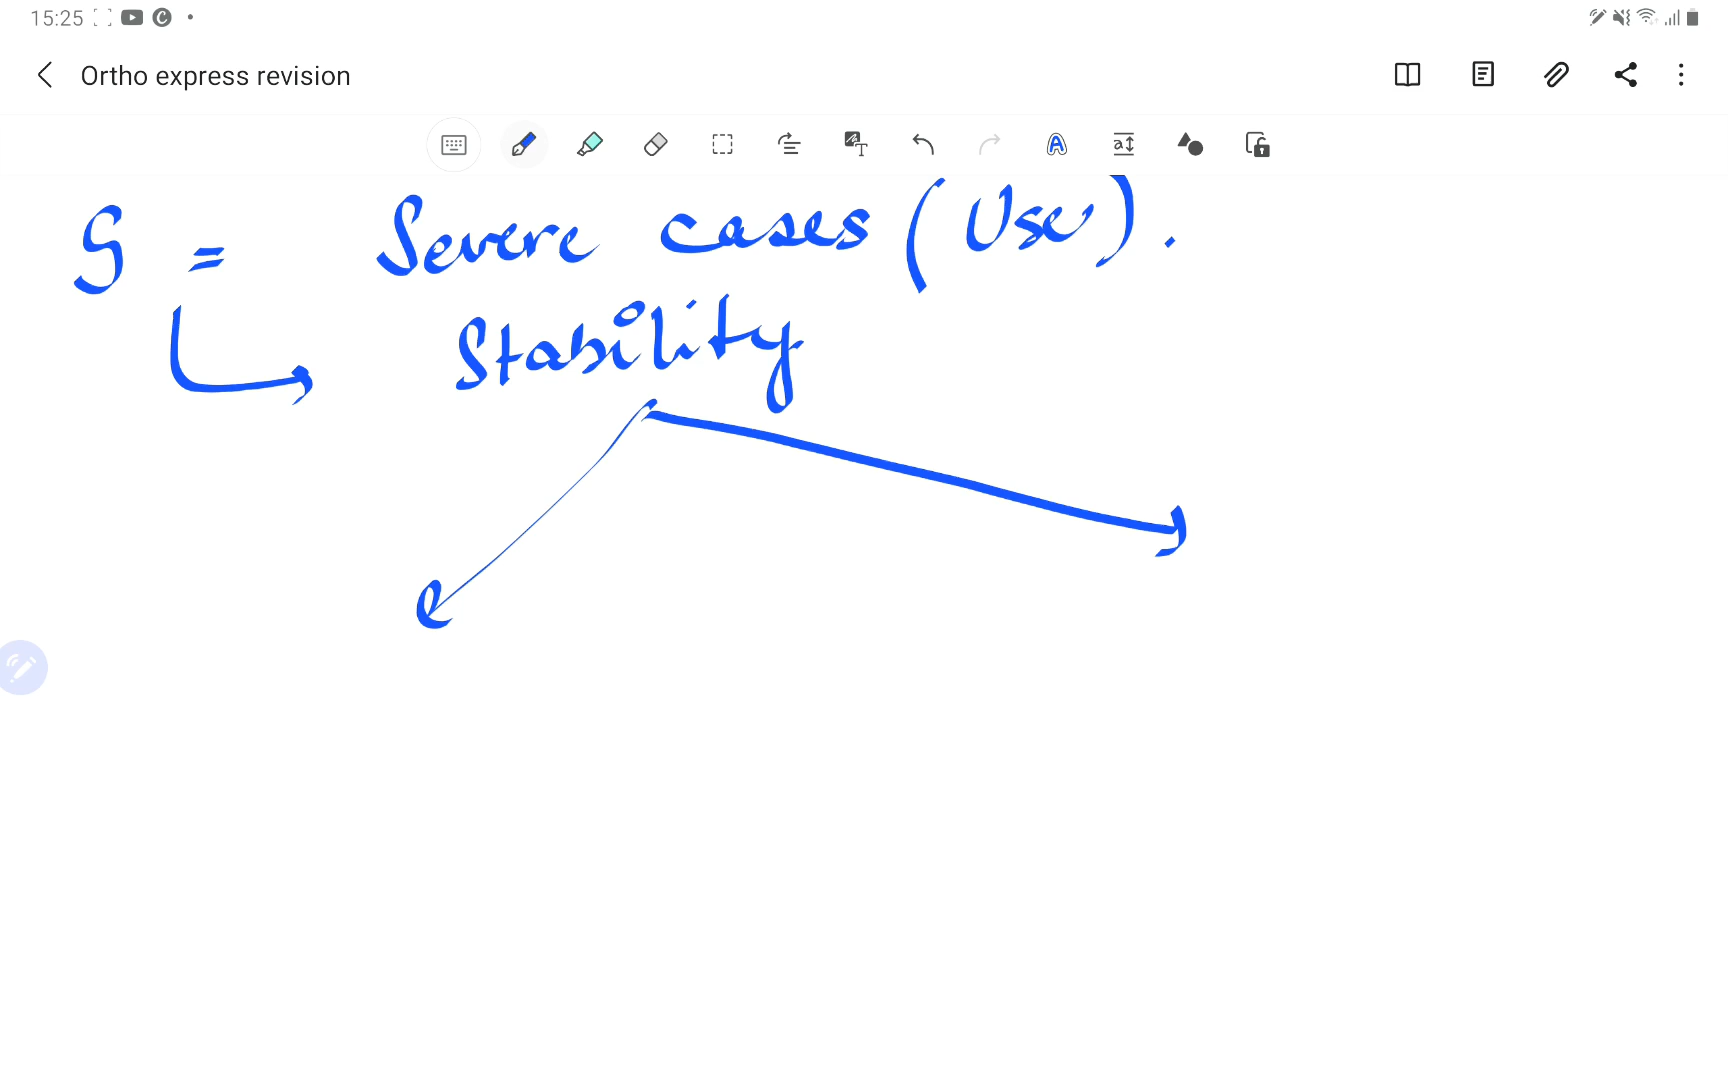 15:25
Ortho express revision
S = Severe cases (Use).
Stability